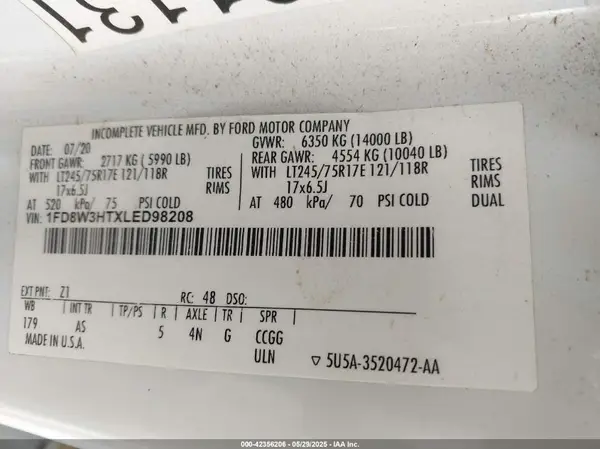 INCOMPLETE VEHICLE MFD. BY FORD MOTOR COMPANY
DATE: 07/20 GVWR: 6350 KG (14000 LB)
FRONT GAWR: 2717 KG ( 5990 LB) REAR GAWR: 4554 KG (10040 LB)
WITH LT245/75R17E 121/118R TIRES WITH LT245/75R17E 121/118R TIRES
17x6.5J RIMS 17x6.5J RIMS
AT 520 kPa/ 75 PSI COLD AT 480 kPa/ 70 PSI COLD DUAL
VIN: 1FD8W3HTXLED98208
EXT PNT: Z1 RC: 48 DSO:
WB INT TR TP/PS R AXLE TR SPR
179 AS 5 4N G CCGG
MADE IN U.S.A. ULN ▽ 5U5A-3520472-AA
000-42356206 - 05/29/2025 - IAA Inc.